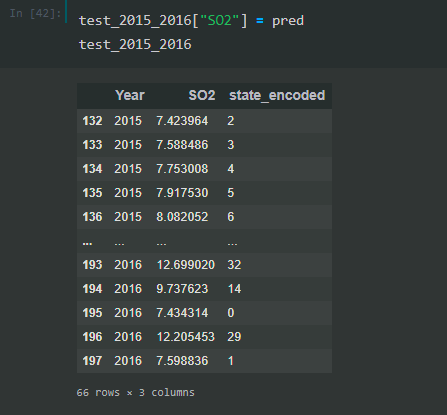 In [42]:
test_2015_2016["SO2"] = pred
test_2015_2016
Year SO2 state_encoded
132 2015 7.423964 2
133 2015 7.588486 3
134 2015 7.753008 4
135 2015 7.917530 5
136 2015 8.082052 6
... ... ... ...
193 2016 12.699020 32
194 2016 9.737623 14
195 2016 7.434314 0
196 2016 12.205453 29
197 2016 7.598836 1
66 rows × 3 columns